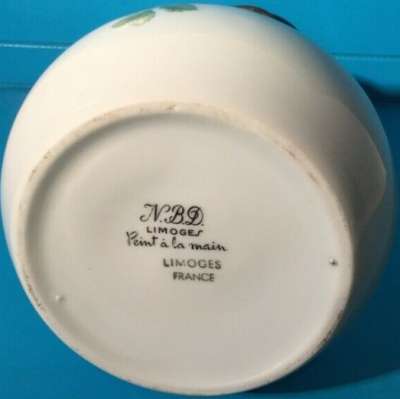 N.B.D.
LIMOGES
Peint à la main
LIMOGES
FRANCE